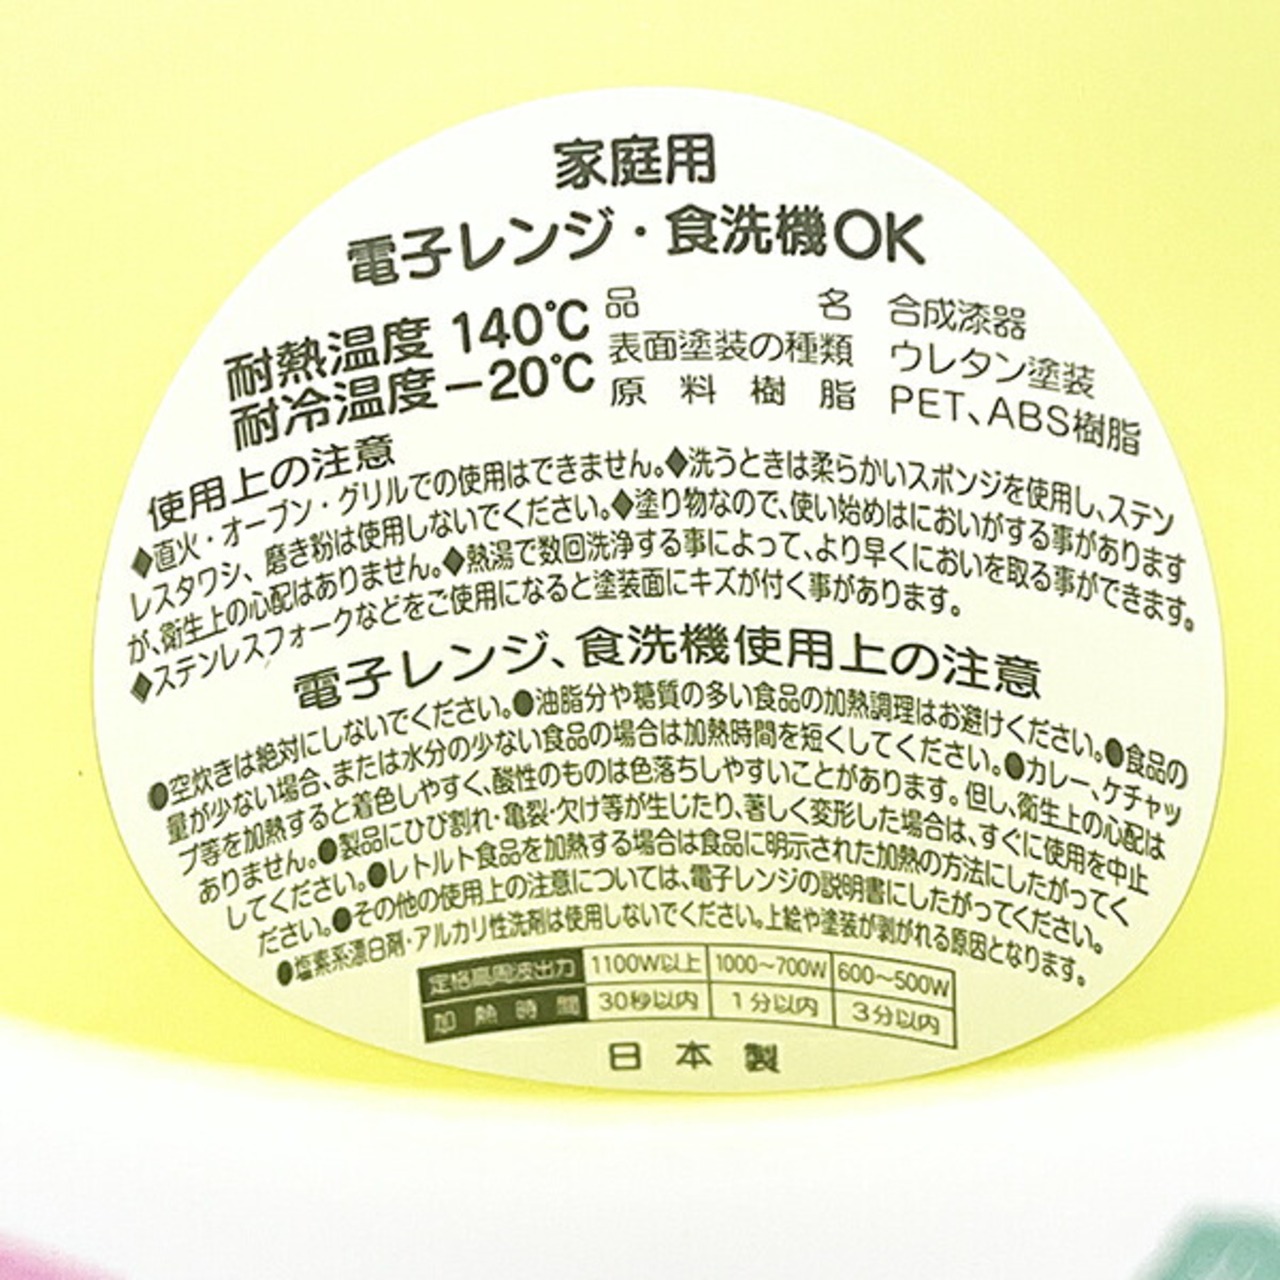 家庭用
電子レンジ・食洗機OK
耐熱温度 140℃
耐冷温度 −20℃
品名 合成漆器
表面塗装の種類 ウレタン塗装
原料樹脂 PET、ABS樹脂
使用上の注意
◆直火・オーブン・グリルでの使用はできません。◆洗うときは柔らかいスポンジを使用し、ステン
レスタワシ、磨き粉は使用しないでください。◆塗り物なので、使い始めはにおいがする事があります
が、衛生上の心配はありません。◆熱湯で数回洗浄する事によって、より早くにおいを取る事ができます。
◆ステンレスフォークなどをご使用になると塗装面にキズが付く事があります。
電子レンジ、食洗機使用上の注意
●空炊きは絶対にしないでください。●油脂分や糖質の多い食品の加熱調理はお避けください。●食品の
量が少ない場合、または水分の少ない食品の場合は加熱時間を短くしてください。●カレー、ケチャッ
プ等を加熱すると着色しやすく、酸性のものは色落ちしやすいことがあります。但し、衛生上の心配は
ありません。●製品にひび割れ・亀裂・欠け等が生じたり、著しく変形した場合は、すぐに使用を中止
してください。●レトルト食品を加熱する場合は食品に明示された加熱の方法にしたがってく
ださい。●その他の使用上の注意については、電子レンジの説明書にしたがってください。
●塩素系漂白剤・アルカリ性洗剤は使用しないでください。上絵や塗装が剥がれる原因となります。
定格高周波出力 1100W以上 1000〜700W 600〜500W
加熱時間 30秒以内 1分以内 3分以内
日本製